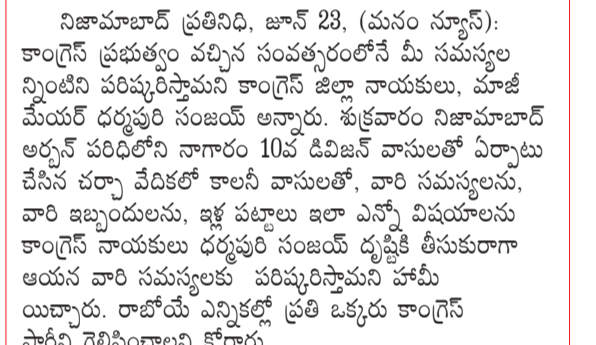 నిజామాబాద్ ప్రతినిధి, జూన్ 23, (మనం న్యూస్):
కాంగ్రెస్ ప్రభుత్వం వచ్చిన సంవత్సరంలోనే మీ సమస్యల
న్నింటిని పరిష్కరిస్తామని కాంగ్రెస్ జిల్లా నాయకులు, మాజీ
మేయర్ ధర్మపురి సంజయ్ అన్నారు. శుక్రవారం నిజామాబాద్
అర్బన్ పరిధిలోని నాగారం 10వ డివిజన్ వాసులతో ఏర్పాటు
చేసిన చర్చా వేదికలో కాలనీ వాసులతో, వారి సమస్యలను,
వారి ఇబ్బందులను, ఇళ్ల పట్టాలు ఇలా ఎన్నో విషయాలను
కాంగ్రెస్ నాయకులు ధర్మపురి సంజయ్ దృష్టికి తీసుకురాగా
ఆయన వారి సమస్యలకు పరిష్కరిస్తామని హామీ
యిచ్చారు. రాబోయే ఎన్నికల్లో ప్రతి ఒక్కరు కాంగ్రెస్
పార్టీని గెలిపించాలని కోరారు.